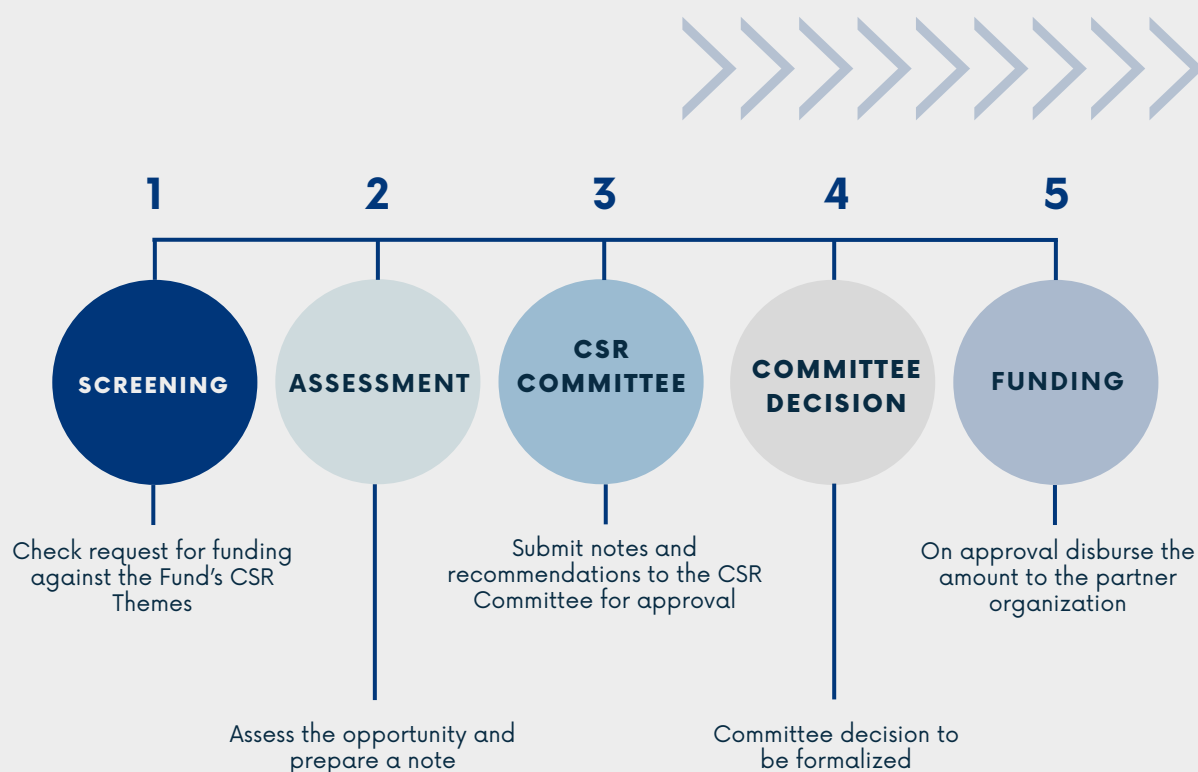 1
2
3
4
5
SCREENING
ASSESSMENT
CSR
COMMITTEE
COMMITTEE
DECISION
FUNDING
Check request for funding
against the Fund's CSR
Themes
Assess the opportunity and
prepare a note
Submit notes and
recommendations to the CSR
Committee for approval
Committee decision to
be formalized
On approval disburse the
amount to the partner
organization